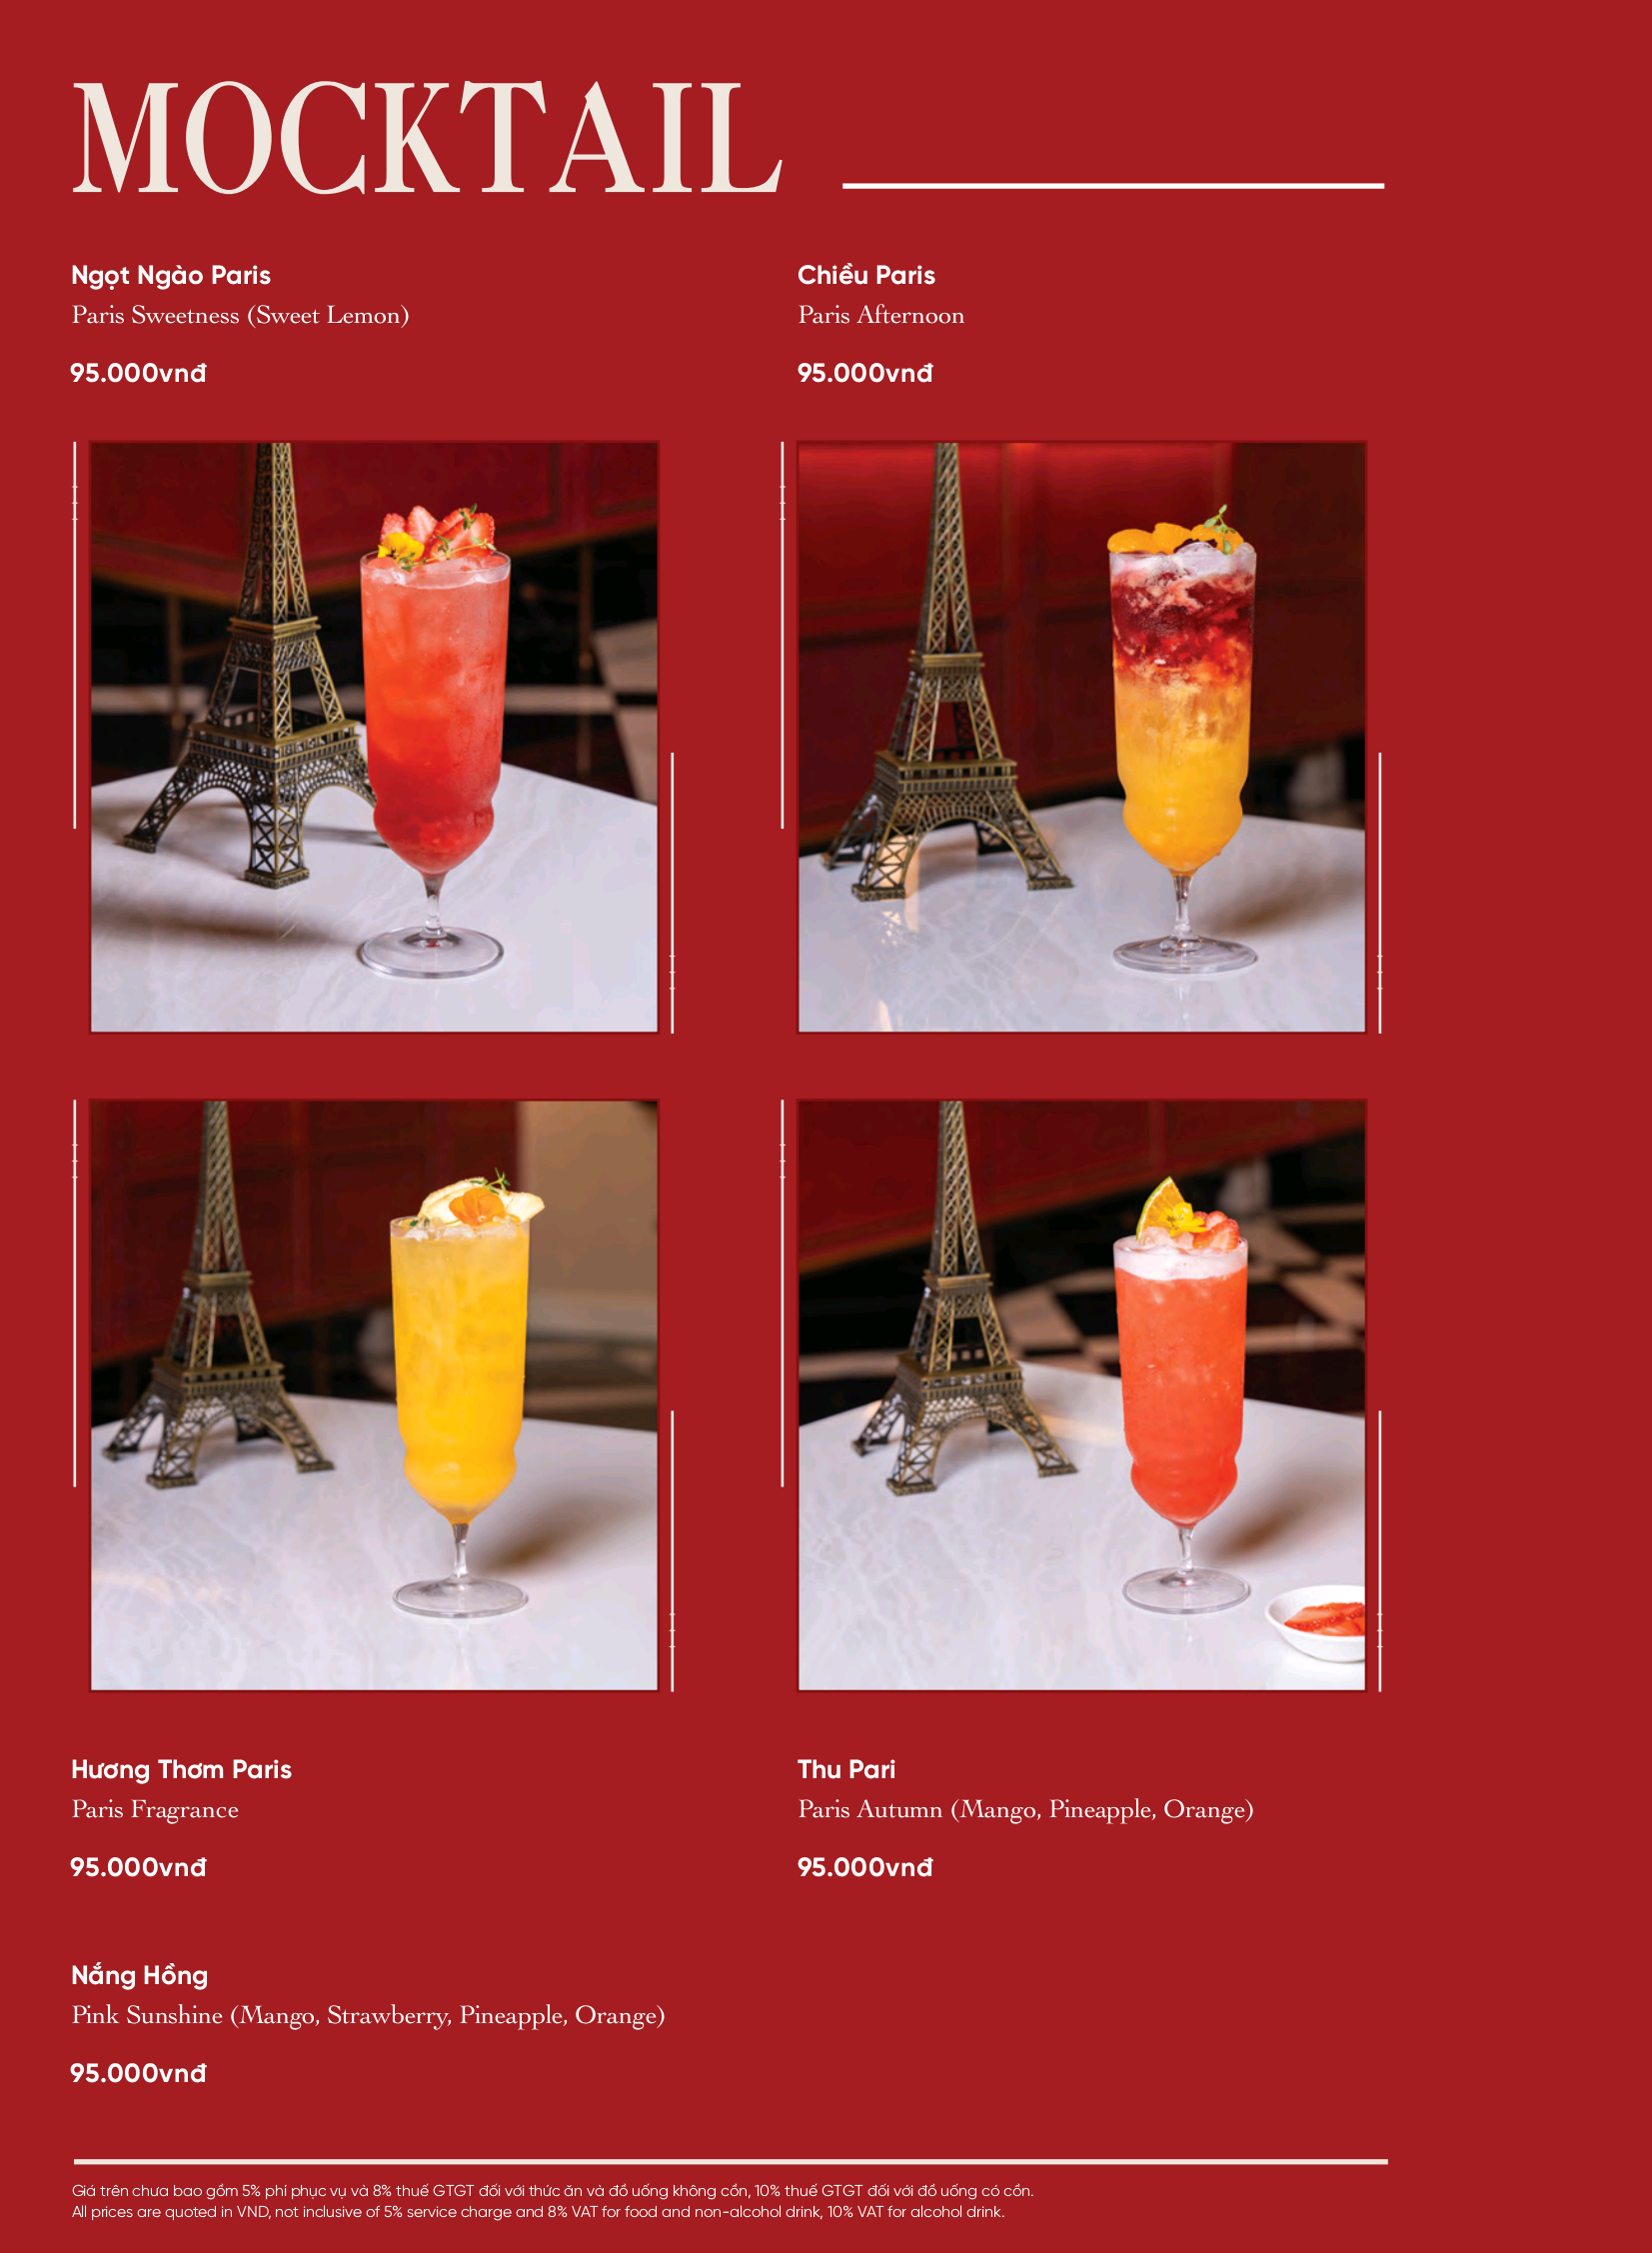 MOCKTAIL
Ngọt Ngào Paris
Paris Sweetness (Sweet Lemon)
95.000vnđ
Chiều Paris
Paris Afternoon
95.000vnđ
Hương Thơm Paris
Paris Fragrance
95.000vnđ
Thu Pari
Paris Autumn (Mango, Pineapple, Orange)
95.000vnđ
Nắng Hồng
Pink Sunshine (Mango, Strawberry, Pineapple, Orange)
95.000vnđ
Giá trên chưa bao gồm 5% phí phục vụ và 8% thuế GTGT đối với thức ăn và đồ uống không cồn, 10% thuế GTGT đối với đồ uống có cồn.
All prices are quoted in VND, not inclusive of 5% service charge and 8% VAT for food and non-alcohol drink, 10% VAT for alcohol drink.